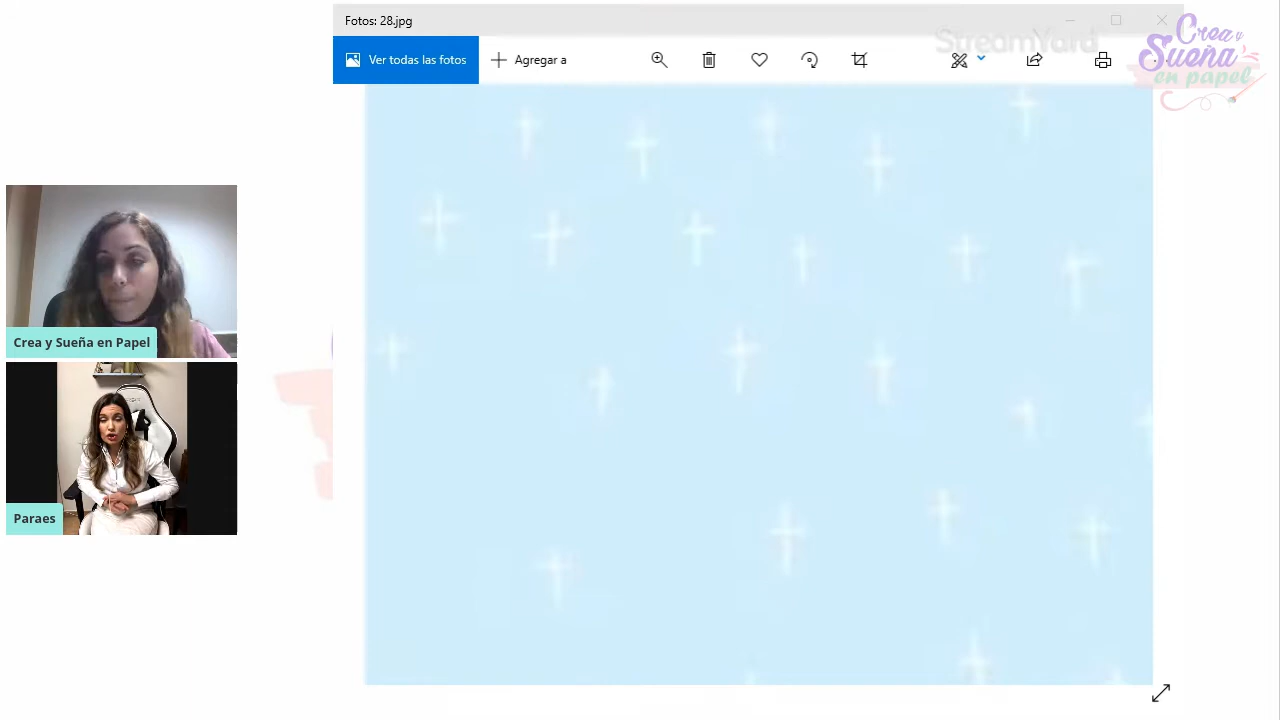 Fotos: 28.jpg
StreamYard
Crea y
Sueña
en papel
Ver todas las fotos
Agregar a
Crea y Sueña en Papel
Paraes